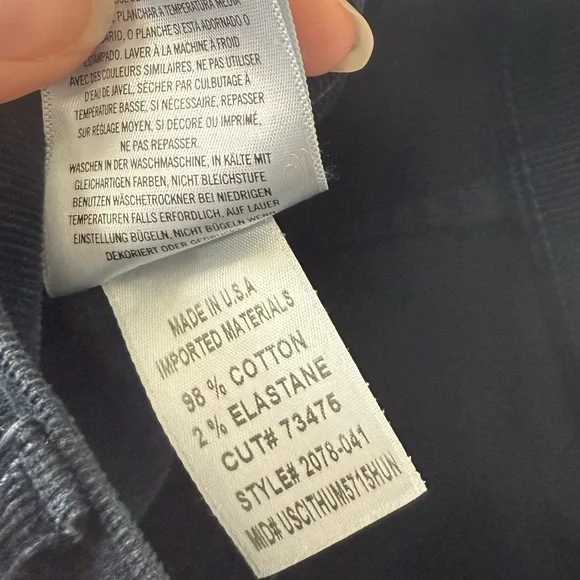 PLANCHAR A TEMPERATURA MEDIA
O PLANCHE SI ESTÁ ADORNADO O
ESTAMPADO. LAVER À LA MACHINE À FROID
AVEC DES COULEURS SIMILAIRES, NE PAS UTILISER
D'EAU DE JAVEL, SÉCHER PAR CULBUTAGE À
TEMPÉRATURE BASSE, SI NÉCESSAIRE, REPASSER
SUR RÉGLAGE MOYEN, SI DECORE OU IMPRIMÉ,
NE PAS REPASSER.
WASCHEN IN DER WASCHMASCHINE, IN KÄLTE MIT
GLEICHARTIGEN FARBEN, NICHT BLEICHSTUFE
BENUTZEN WÄSCHETROCKNER BEI NIEDRIGEN
TEMPERATUREN FALLS ERFORDLICH, AUF LAUER
EINSTELLUNG BÜGELN, NICHT BÜGELN WENN
DEKORIERT ODER
MADE IN U.S.A
IMPORTED MATERIALS
98 % COTTON
2 % ELASTANE
CUT# 73475
STYLE# 2078-041
MID# USCITHUM5715HUN